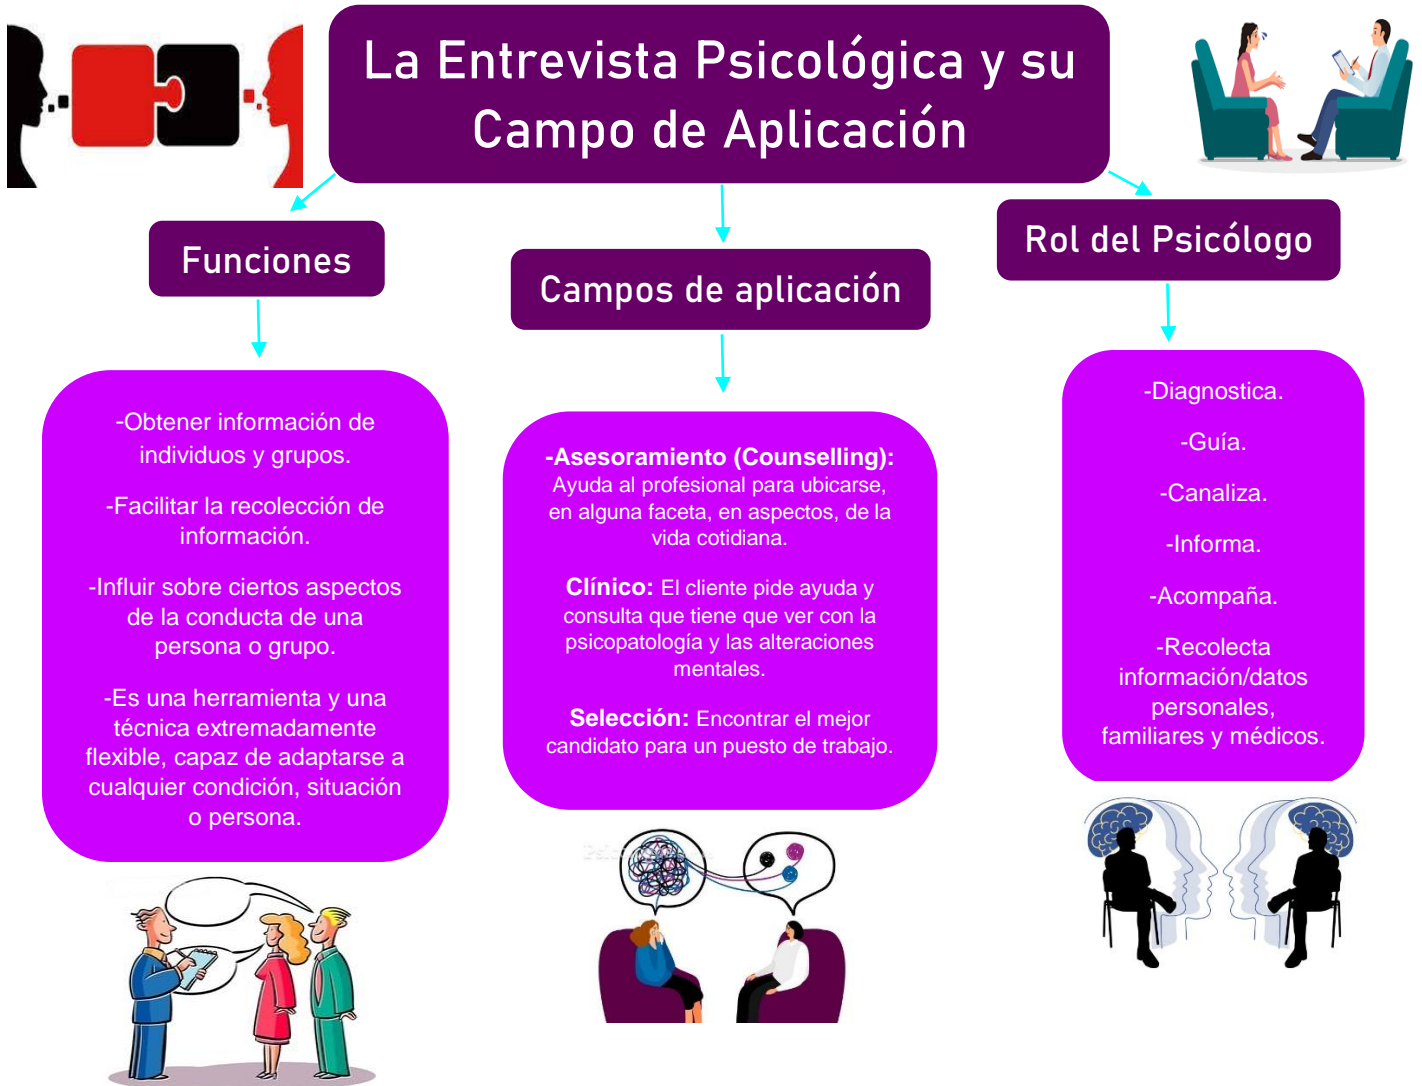 La Entrevista Psicológica y su
Campo de Aplicación
Funciones
-Obtener información de
individuos y grupos.
-Facilitar la recolección de
información.
-Influir sobre ciertos aspectos
de la conducta de una
persona o grupo.
-Es una herramienta y una
técnica extremadamente
flexible, capaz de adaptarse a
cualquier condición, situación
o persona.
Campos de aplicación
-Asesoramiento (Counselling):
Ayuda al profesional para ubicarse,
en alguna faceta, en aspectos, de la
vida cotidiana.
Clínico: El cliente pide ayuda y
consulta que tiene que ver con la
psicopatología y las alteraciones
mentales.
Selección: Encontrar el mejor
candidato para un puesto de trabajo.
Rol del Psicólogo
-Diagnostica.
-Guía.
-Canaliza.
-Informa.
-Acompaña.
-Recolecta
información/datos
personales,
familiares y médicos.